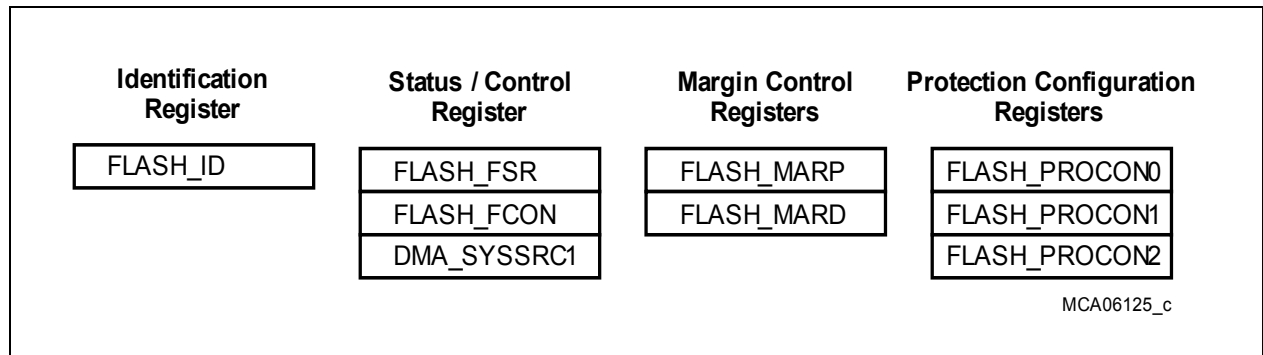 Identification
Register
FLASH_ID
Status / Control
Register
FLASH_FSR
FLASH_FCON
DMA_SYSSRC1
Margin Control
Registers
FLASH_MARP
FLASH_MARD
Protection Configuration
Registers
FLASH_PROCON0
FLASH_PROCON1
FLASH_PROCON2
MCA06125_c